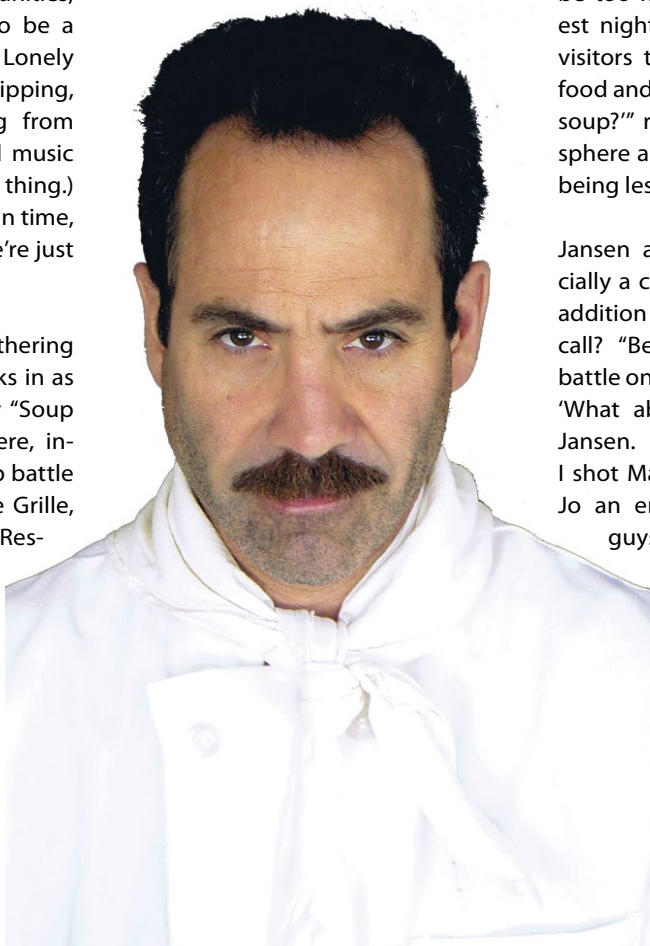 o be a
Lonely
ipping,
g from
l music
thing.)
n time,
e're just
thering
ks in as
r “Soup
ere, in-
p battle
e Grille,
Res-
be too
est night
visitors t
food and
soup?’” r
sphere a
being les
Jansen a
cially a c
addition
call? “Be
battle on
‘What ab
Jansen.
I shot Ma
Jo an en
guys